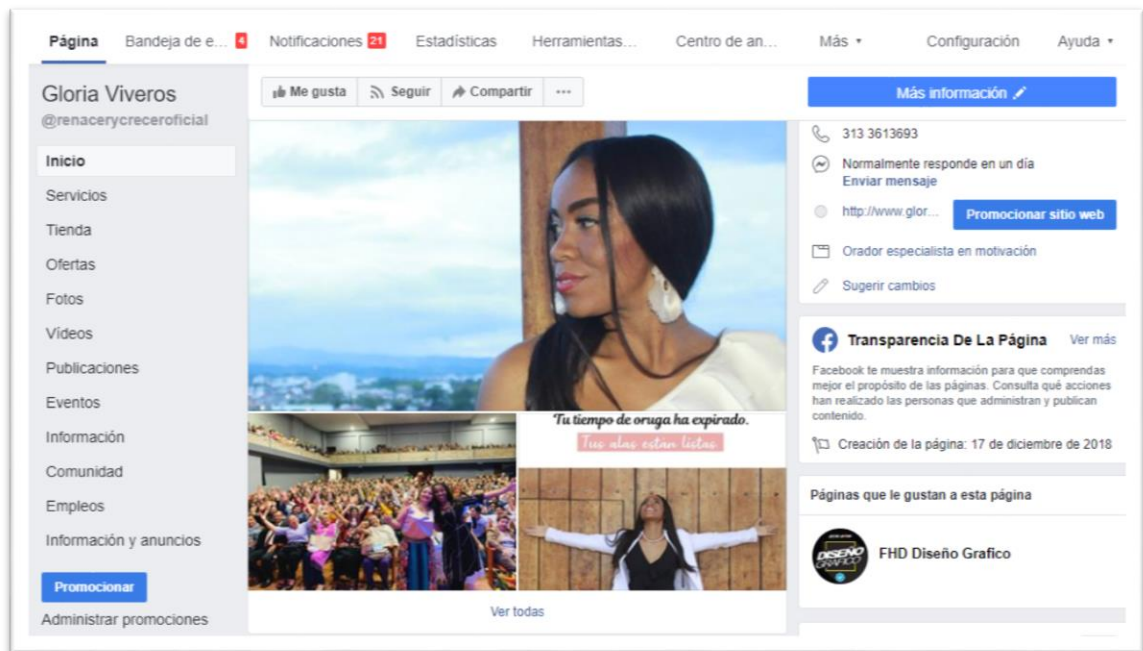 Página Bandeja de e... 4 Notificaciones 21 Estadísticas Herramientas... Centro de an... Más Configuración Ayuda
Gloria Viveros
@renacerycreceroficial
Inicio
Servicios
Tienda
Ofertas
Fotos
Vídeos
Publicaciones
Eventos
Información
Comunidad
Empleos
Información y anuncios
Promocionar
Administrar promociones
Me gusta Seguir Compartir ...
Tu tiempo de oruga ha expirado.
Tus alas estan listas.
Ver todas
Más información
313 3613693
Normalmente responde en un día
Enviar mensaje
http://www.glor... Promocionar sitio web
Orador especialista en motivación
Sugerir cambios
Transparencia De La Página Ver más
Facebook te muestra información para que comprendas
mejor el propósito de las páginas. Consulta qué acciones
han realizado las personas que administran y publican
contenido.
Creación de la página: 17 de diciembre de 2018
Páginas que le gustan a esta página
DISEÑO
GRAFICO
FHD Diseño Grafico